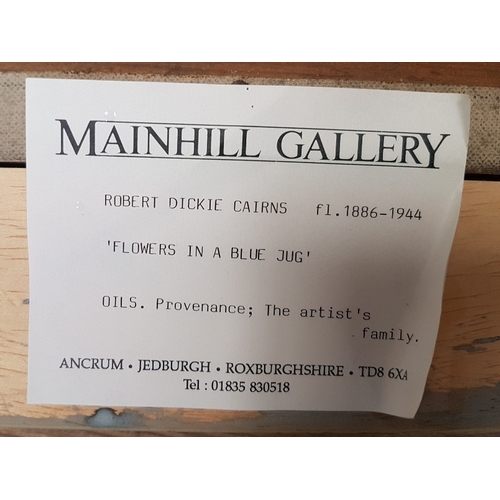 MAINHILL GALLERY
ROBERT DICKIE CAIRNS fl.1886-1944
'FLOWERS IN A BLUE JUG'
OILS. Provenance; The artist's
family.
ANCRUM • JEDBURGH • ROXBURGHSHIRE • TD8 6XA
Tel : 01835 830518